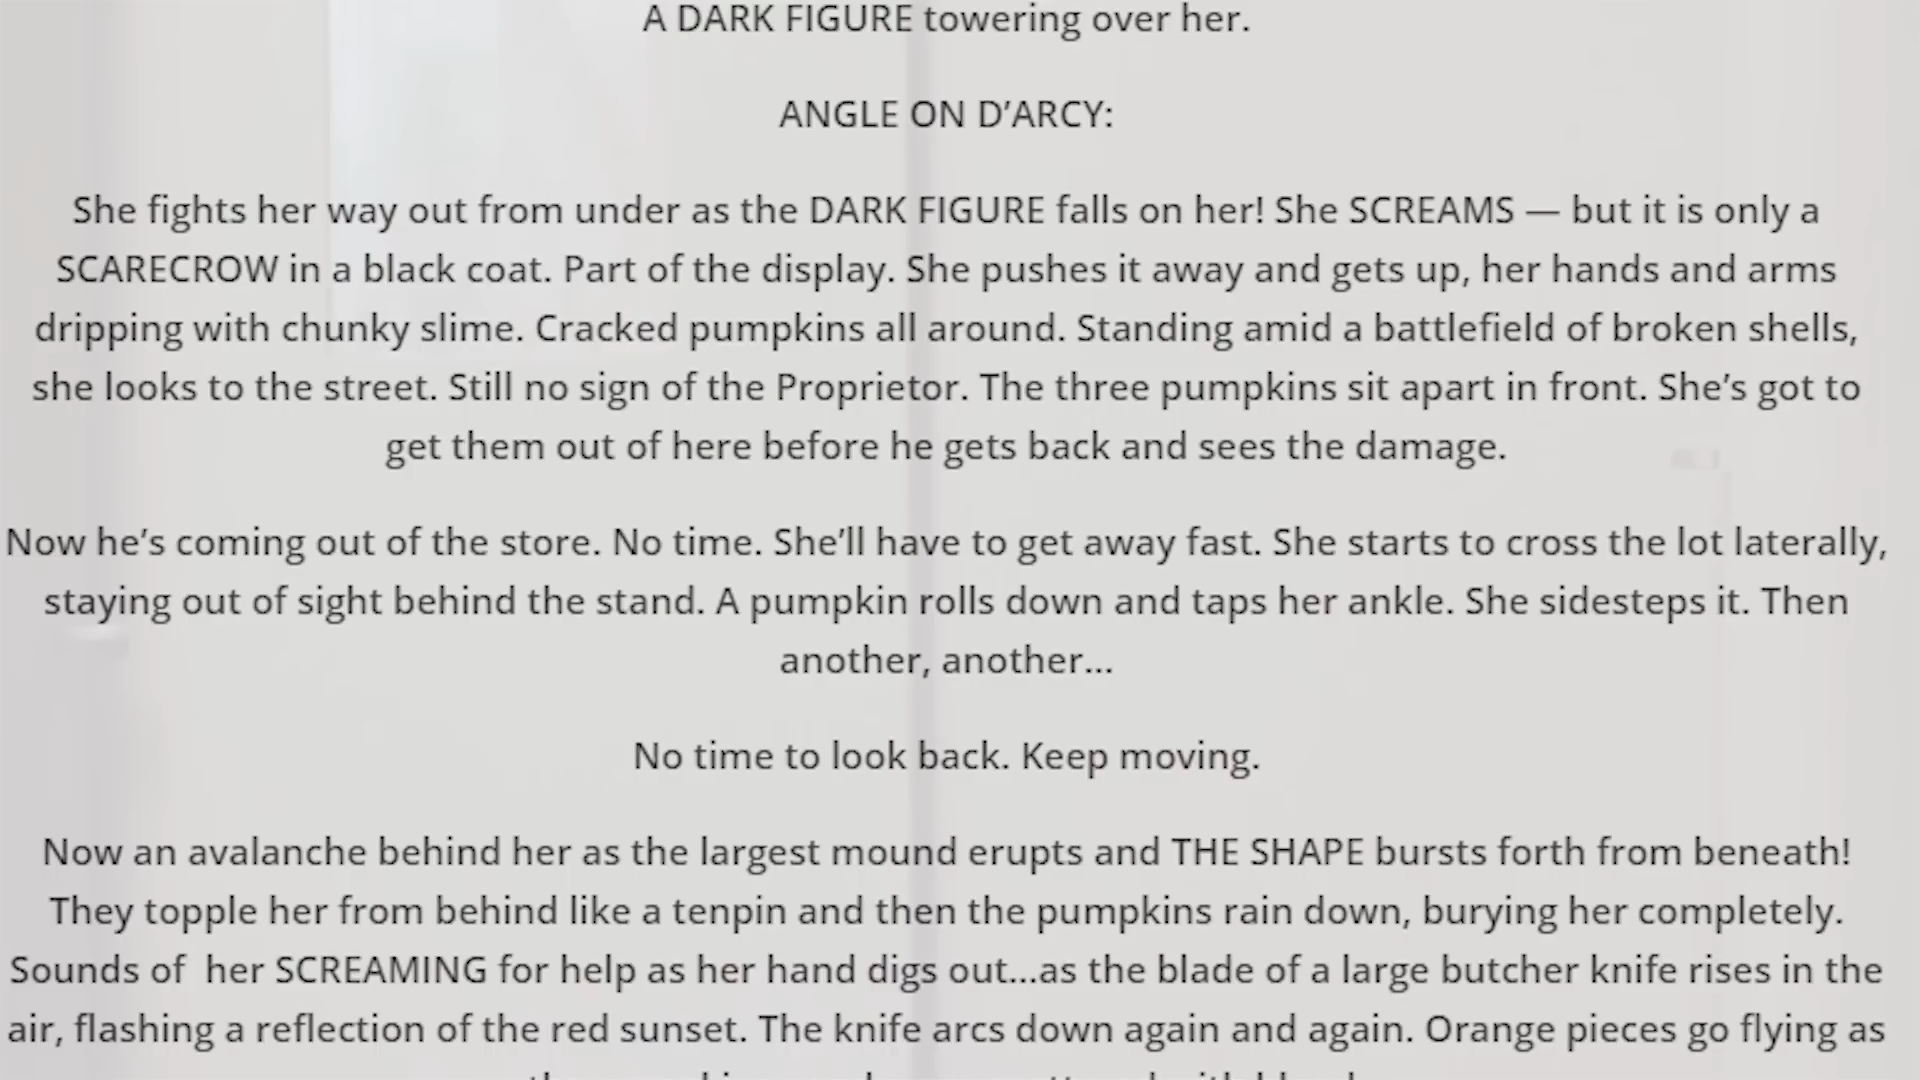 A DARK FIGURE towering over her.
ANGLE ON D’ARCY:
She fights her way out from under as the DARK FIGURE falls on her! She SCREAMS — but it is only a
SCARECROW in a black coat. Part of the display. She pushes it away and gets up, her hands and arms
dripping with chunky slime. Cracked pumpkins all around. Standing amid a battlefield of broken shells,
she looks to the street. Still no sign of the Proprietor. The three pumpkins sit apart in front. She’s got to
get them out of here before he gets back and sees the damage.
Now he’s coming out of the store. No time. She’ll have to get away fast. She starts to cross the lot laterally,
staying out of sight behind the stand. A pumpkin rolls down and taps her ankle. She sidesteps it. Then
another, another...
No time to look back. Keep moving.
Now an avalanche behind her as the largest mound erupts and THE SHAPE bursts forth from beneath!
They topple her from behind like a tenpin and then the pumpkins rain down, burying her completely.
Sounds of  her SCREAMING for help as her hand digs out...as the blade of a large butcher knife rises in the
air, flashing a reflection of the red sunset. The knife arcs down again and again. Orange pieces go flying as